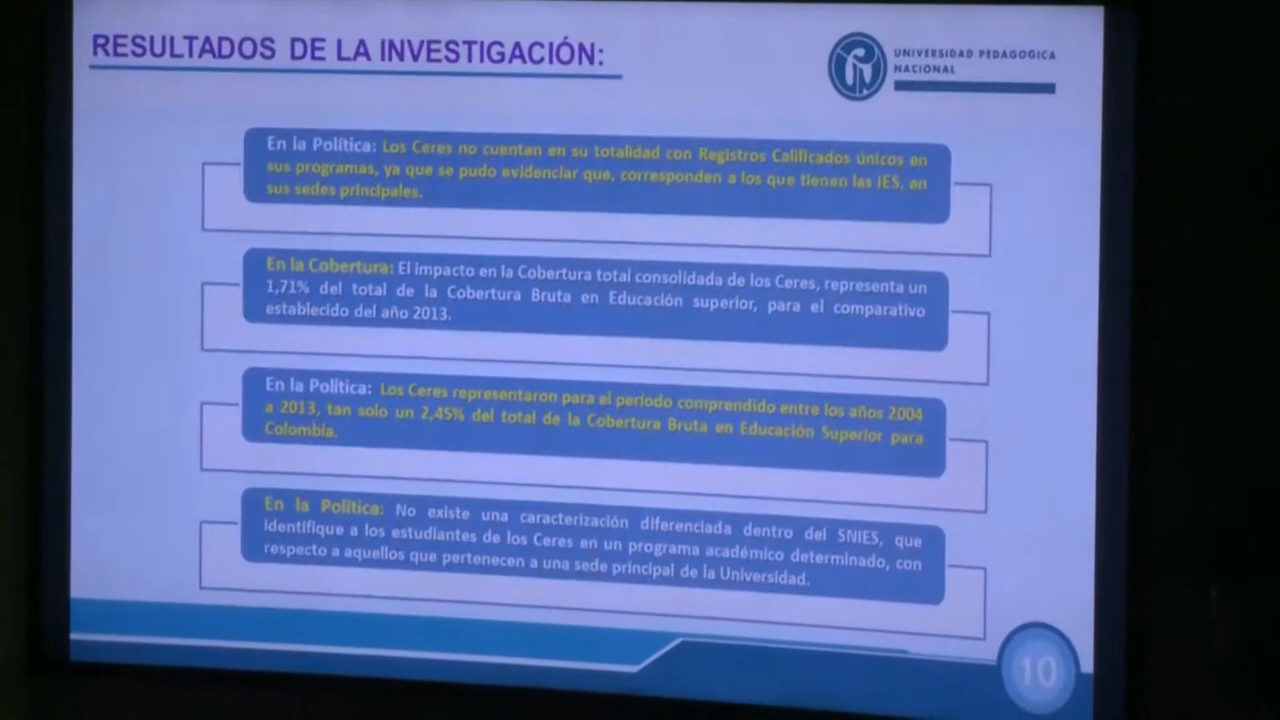 RESULTADOS DE LA INVESTIGACIÓN:
UNIVERSIDAD PEDAGOGICA
NACIONAL
En la Política: Los Ceres no cuentan en su totalidad con Registros Calificados únicos en
sus programas, ya que se pudo evidenciar que, corresponden a los que tienen las IES, en
sus sedes principales.
En la Cobertura: El impacto en la Cobertura total consolidada de los Ceres, representa un
1,71% del total de la Cobertura Bruta en Educación superior, para el comparativo
establecido del año 2013.
En la Política: Los Ceres representaron para el período comprendido entre los años 2004
a 2013, tan solo un 2,45% del total de la Cobertura Bruta en Educación Superior para
Colombia.
En la Política: No existe una caracterización diferenciada dentro del SNIES, que
identifique a los estudiantes de los Ceres en un programa académico determinado, con
respecto a aquellos que pertenecen a una sede principal de la Universidad.
10